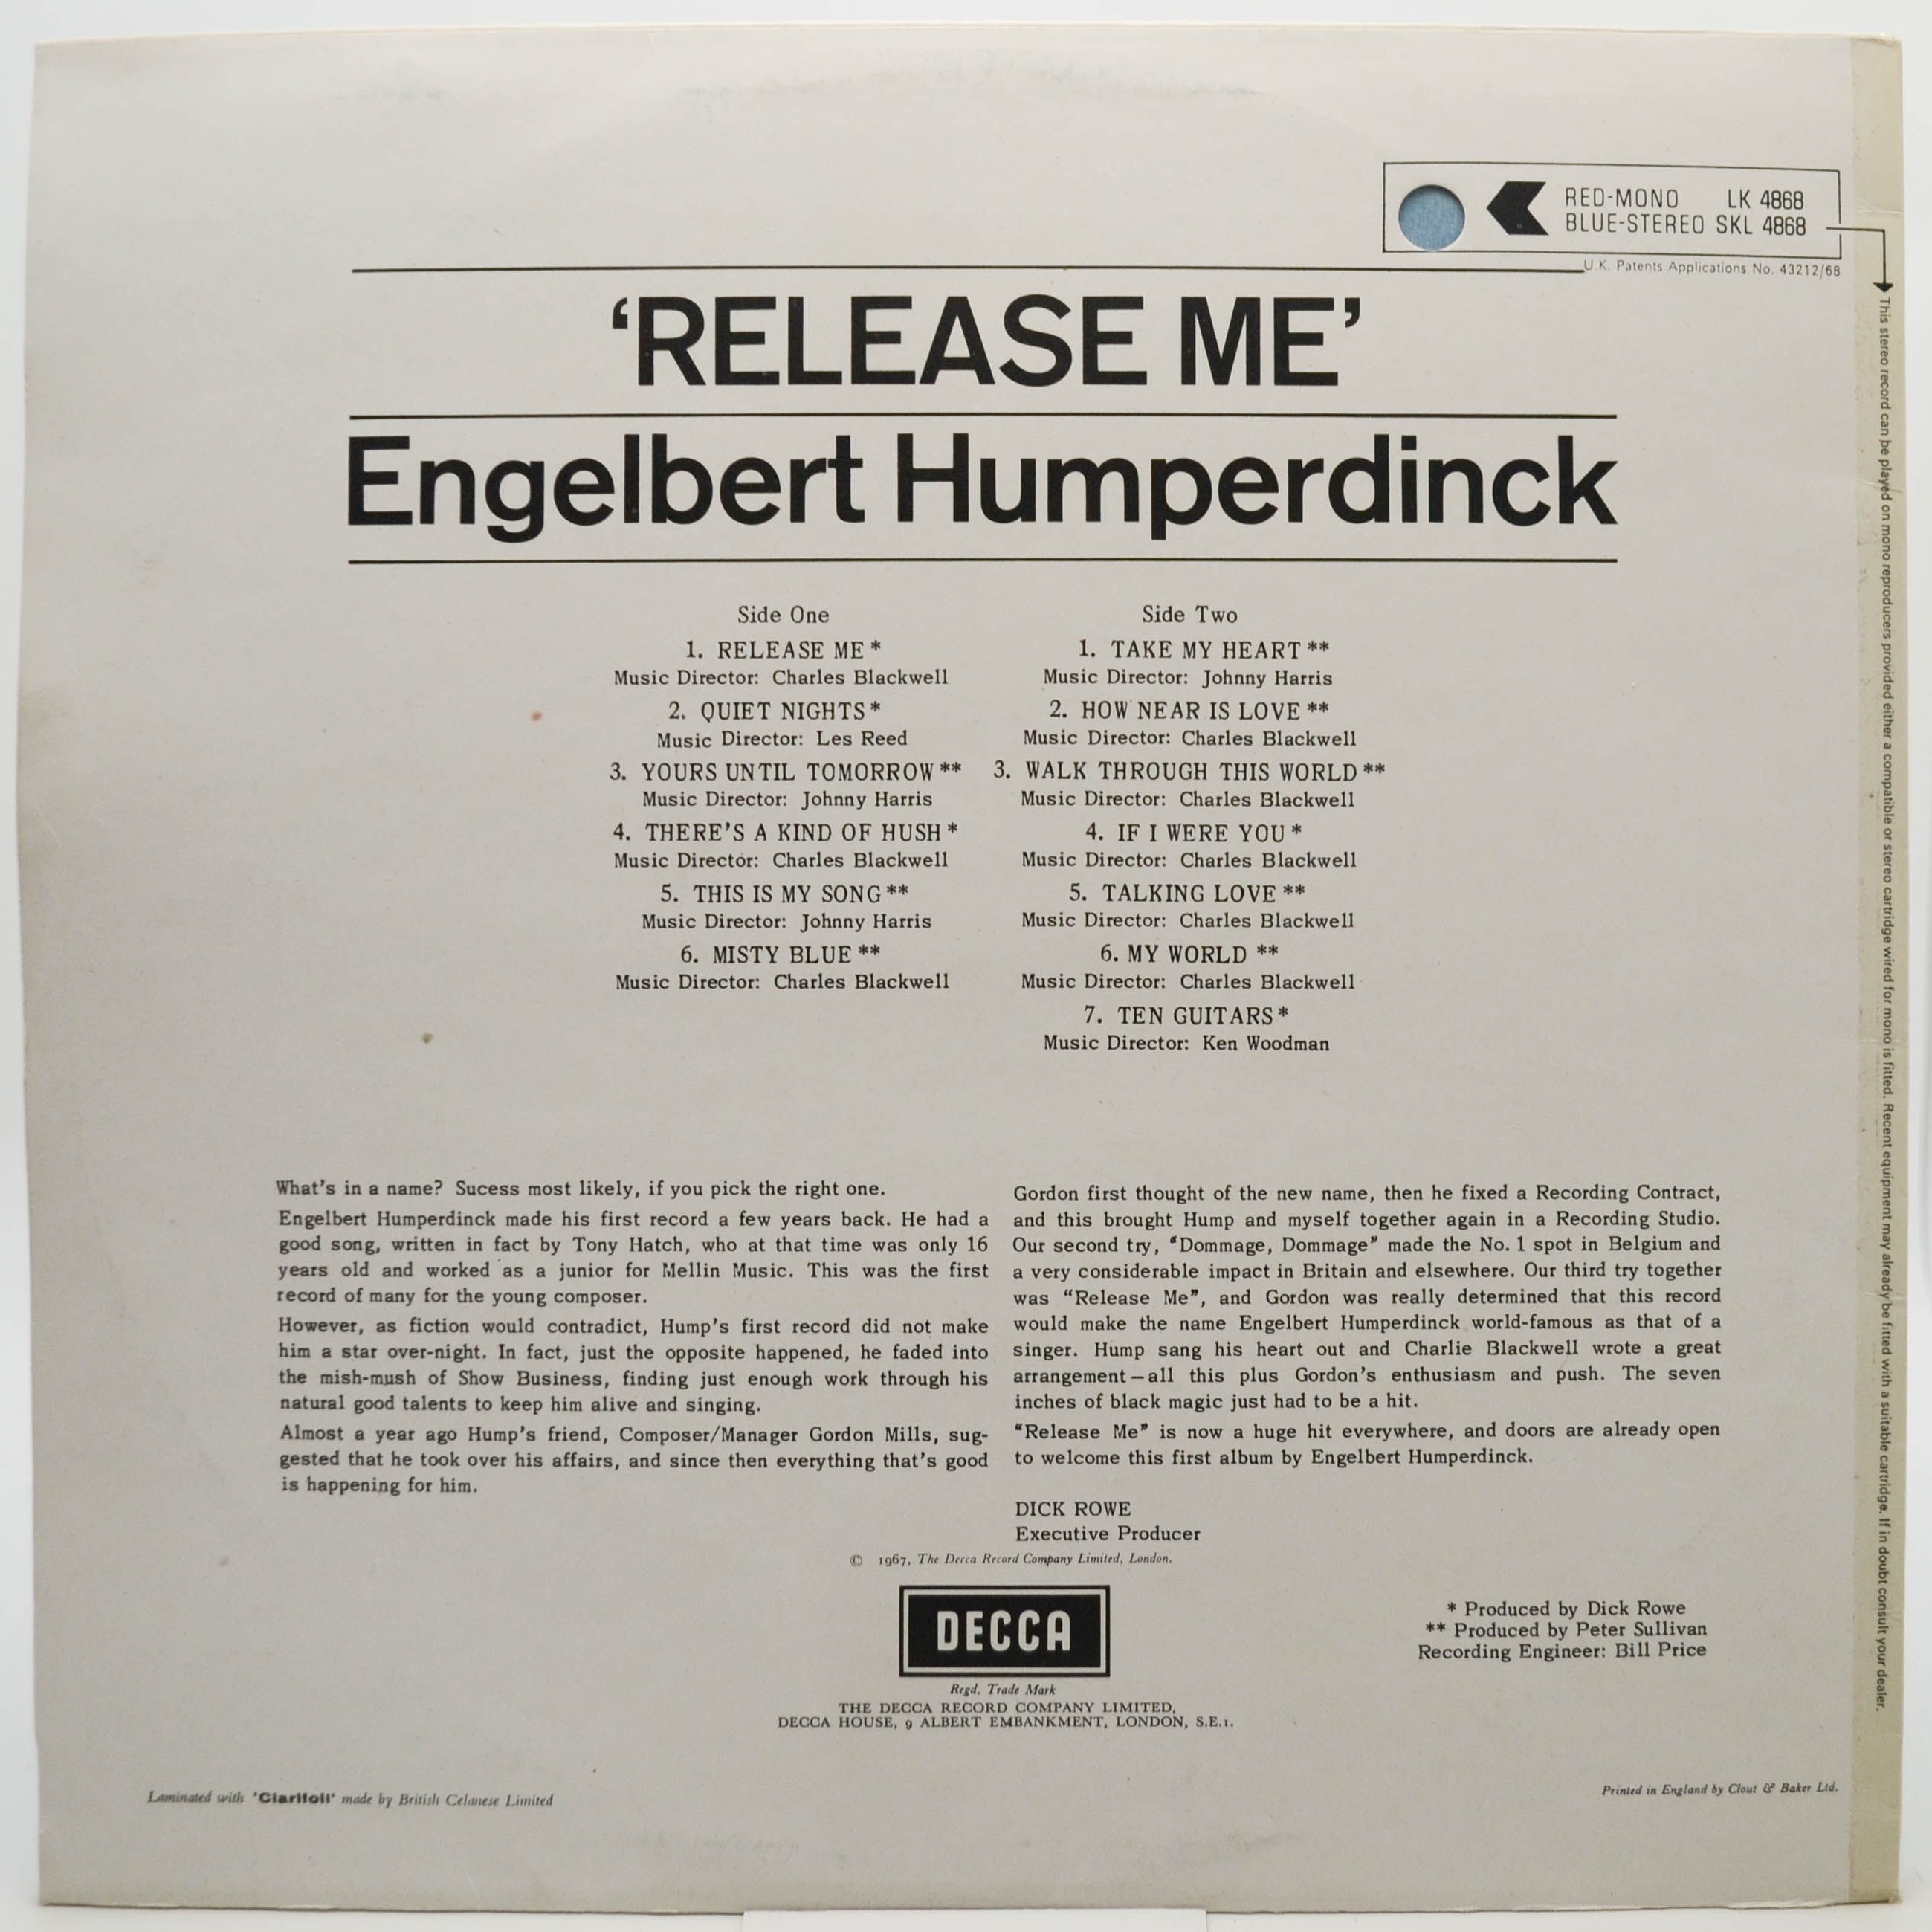 RED-MONO LK 4868
BLUE-STEREO SKL 4868
U.K. Patents Applications No. 43212/68
‘RELEASE ME’
Engelbert Humperdinck
Side One
1. RELEASE ME *
Music Director: Charles Blackwell
2. QUIET NIGHTS *
Music Director: Les Reed
3. YOURS UNTIL TOMORROW **
Music Director: Johnny Harris
4. THERE'S A KIND OF HUSH *
Music Director: Charles Blackwell
5. THIS IS MY SONG **
Music Director: Johnny Harris
6. MISTY BLUE **
Music Director: Charles Blackwell
Side Two
1. TAKE MY HEART **
Music Director: Johnny Harris
2. HOW NEAR IS LOVE **
Music Director: Charles Blackwell
3. WALK THROUGH THIS WORLD **
Music Director: Charles Blackwell
4. IF I WERE YOU *
Music Director: Charles Blackwell
5. TALKING LOVE **
Music Director: Charles Blackwell
6. MY WORLD **
Music Director: Charles Blackwell
7. TEN GUITARS *
Music Director: Ken Woodman
What's in a name? Sucess most likely, if you pick the right one.
Engelbert Humperdinck made his first record a few years back. He had a
good song, written in fact by Tony Hatch, who at that time was only 16
years old and worked as a junior for Mellin Music. This was the first
record of many for the young composer.
However, as fiction would contradict, Hump's first record did not make
him a star over-night. In fact, just the opposite happened, he faded into
the mish-mush of Show Business, finding just enough work through his
natural good talents to keep him alive and singing.
Almost a year ago Hump's friend, Composer/Manager Gordon Mills, sug-
gested that he took over his affairs, and since then everything that's good
is happening for him.
Gordon first thought of the new name, then he fixed a Recording Contract,
and this brought Hump and myself together again in a Recording Studio.
Our second try, “Dommage, Dommage” made the No. 1 spot in Belgium and
a very considerable impact in Britain and elsewhere. Our third try together
was “Release Me”, and Gordon was really determined that this record
would make the name Engelbert Humperdinck world-famous as that of a
singer. Hump sang his heart out and Charlie Blackwell wrote a great
arrangement — all this plus Gordon's enthusiasm and push. The seven
inches of black magic just had to be a hit.
“Release Me” is now a huge hit everywhere, and doors are already open
to welcome this first album by Engelbert Humperdinck.
DICK ROWE
Executive Producer
© 1967, The Decca Record Company Limited, London.
DECCA
Regd. Trade Mark
THE DECCA RECORD COMPANY LIMITED,
DECCA HOUSE, 9 ALBERT EMBANKMENT, LONDON, S.E.1.
* Produced by Dick Rowe
** Produced by Peter Sullivan
Recording Engineer: Bill Price
Laminated with ‘Clarifoil’ made by British Celanese Limited
Printed in England by Clout & Baker Ltd.
This stereo record can be played on mono reproducers provided either a compatible or stereo cartridge wired for mono is fitted. Recent equipment may already be fitted with a suitable cartridge. If in doubt consult your dealer.